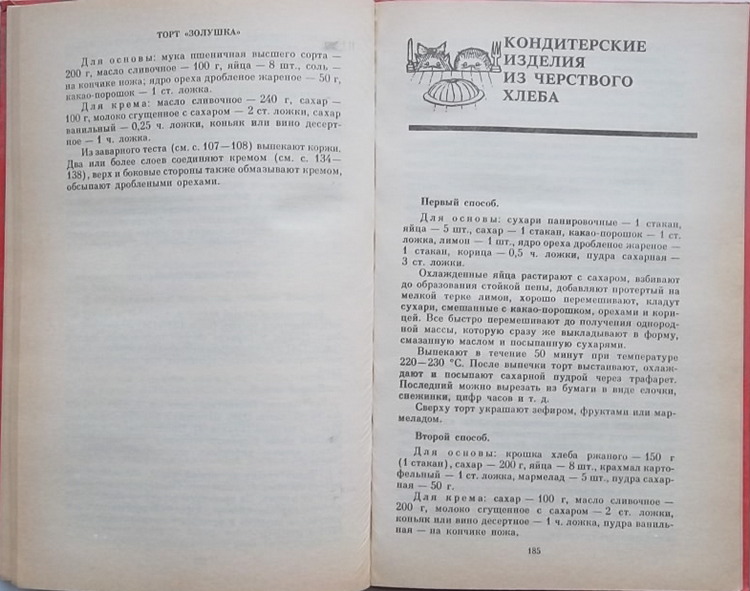 ТОРТ «ЗОЛУШКА»
Для основы: мука пшеничная высшего сорта —
200 г, масло сливочное — 100 г, яйца — 8 шт., соль —
на кончике ножа; ядро ореха дробленое жареное — 50 г,
какао-порошок — 1 ст. ложка.
Для крема: масло сливочное — 240 г, сахар —
100 г, молоко сгущенное с сахаром — 2 ст. ложки, сахар
ванильный — 0,25 ч. ложки, коньяк или вино десерт-
ное — 1 ч. ложка.
Из заварного теста (см. с. 107—108) выпекают коржи.
Два или более слоев соединяют кремом (см. с. 134—
138), верх и боковые стороны также обмазывают кремом,
обсыпают дроблеными орехами.
КОНДИТЕРСКИЕ
ИЗДЕЛИЯ
ИЗ ЧЕРСТВОГО
ХЛЕБА
Первый способ.
Для основы: сухари панировочные — 1 стакан,
яйца — 5 шт., сахар — 1 стакан, какао-порошок — 1 ст.
ложка, лимон — 1 шт., ядро ореха дробленое жареное —
1 стакан, корица — 0,5 ч. ложки, пудра сахарная —
3 ст. ложки.
Охлажденные яйца растирают с сахаром, взбивают
до образования стойкой пены, добавляют протертый на
мелкой терке лимон, хорошо перемешивают, кладут
сухари, смешанные с какао-порошком, орехами и кори-
цей. Все быстро перемешивают до получения однород-
ной массы, которую сразу же выкладывают в форму,
смазанную маслом и посыпанную сухарями.
Выпекают в течение 50 минут при температуре
220—230 °С. После выпечки торт выстаивают, охлаж-
дают и посыпают сахарной пудрой через трафарет.
Последний можно вырезать из бумаги в виде елочки,
снежинки, цифр часов и т. д.
Сверху торт украшают зефиром, фруктами или мар-
меладом.
Второй способ.
Для основы: крошка хлеба ржаного — 150 г
(1 стакан), сахар — 200 г, яйца — 8 шт., крахмал карто-
фельный — 1 ст. ложка, мармелад — 5 шт., пудра сахар-
ная — 50 г.
Для крема: сахар — 100 г, масло сливочное —
200 г, молоко сгущенное с сахаром — 2 ст. ложки,
коньяк или вино десертное — 1 ч. ложка, пудра ваниль-
ная — на кончике ножа,
185